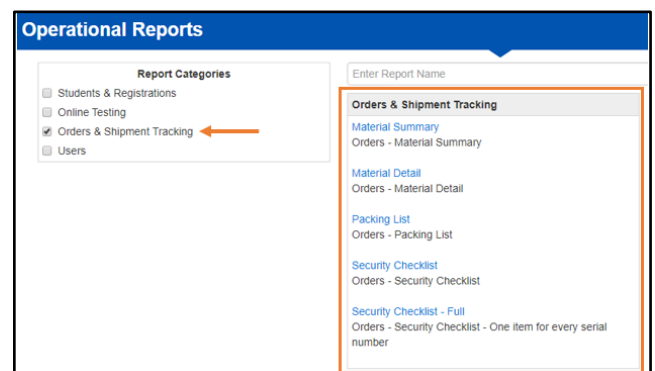 Operational Reports
Report Categories
Students & Registrations
Online Testing
Orders & Shipment Tracking
Users
Enter Report Name
Orders & Shipment Tracking
Material Summary
Orders - Material Summary
Material Detail
Orders - Material Detail
Packing List
Orders - Packing List
Security Checklist
Orders - Security Checklist
Security Checklist - Full
Orders - Security Checklist - One item for every serial
number